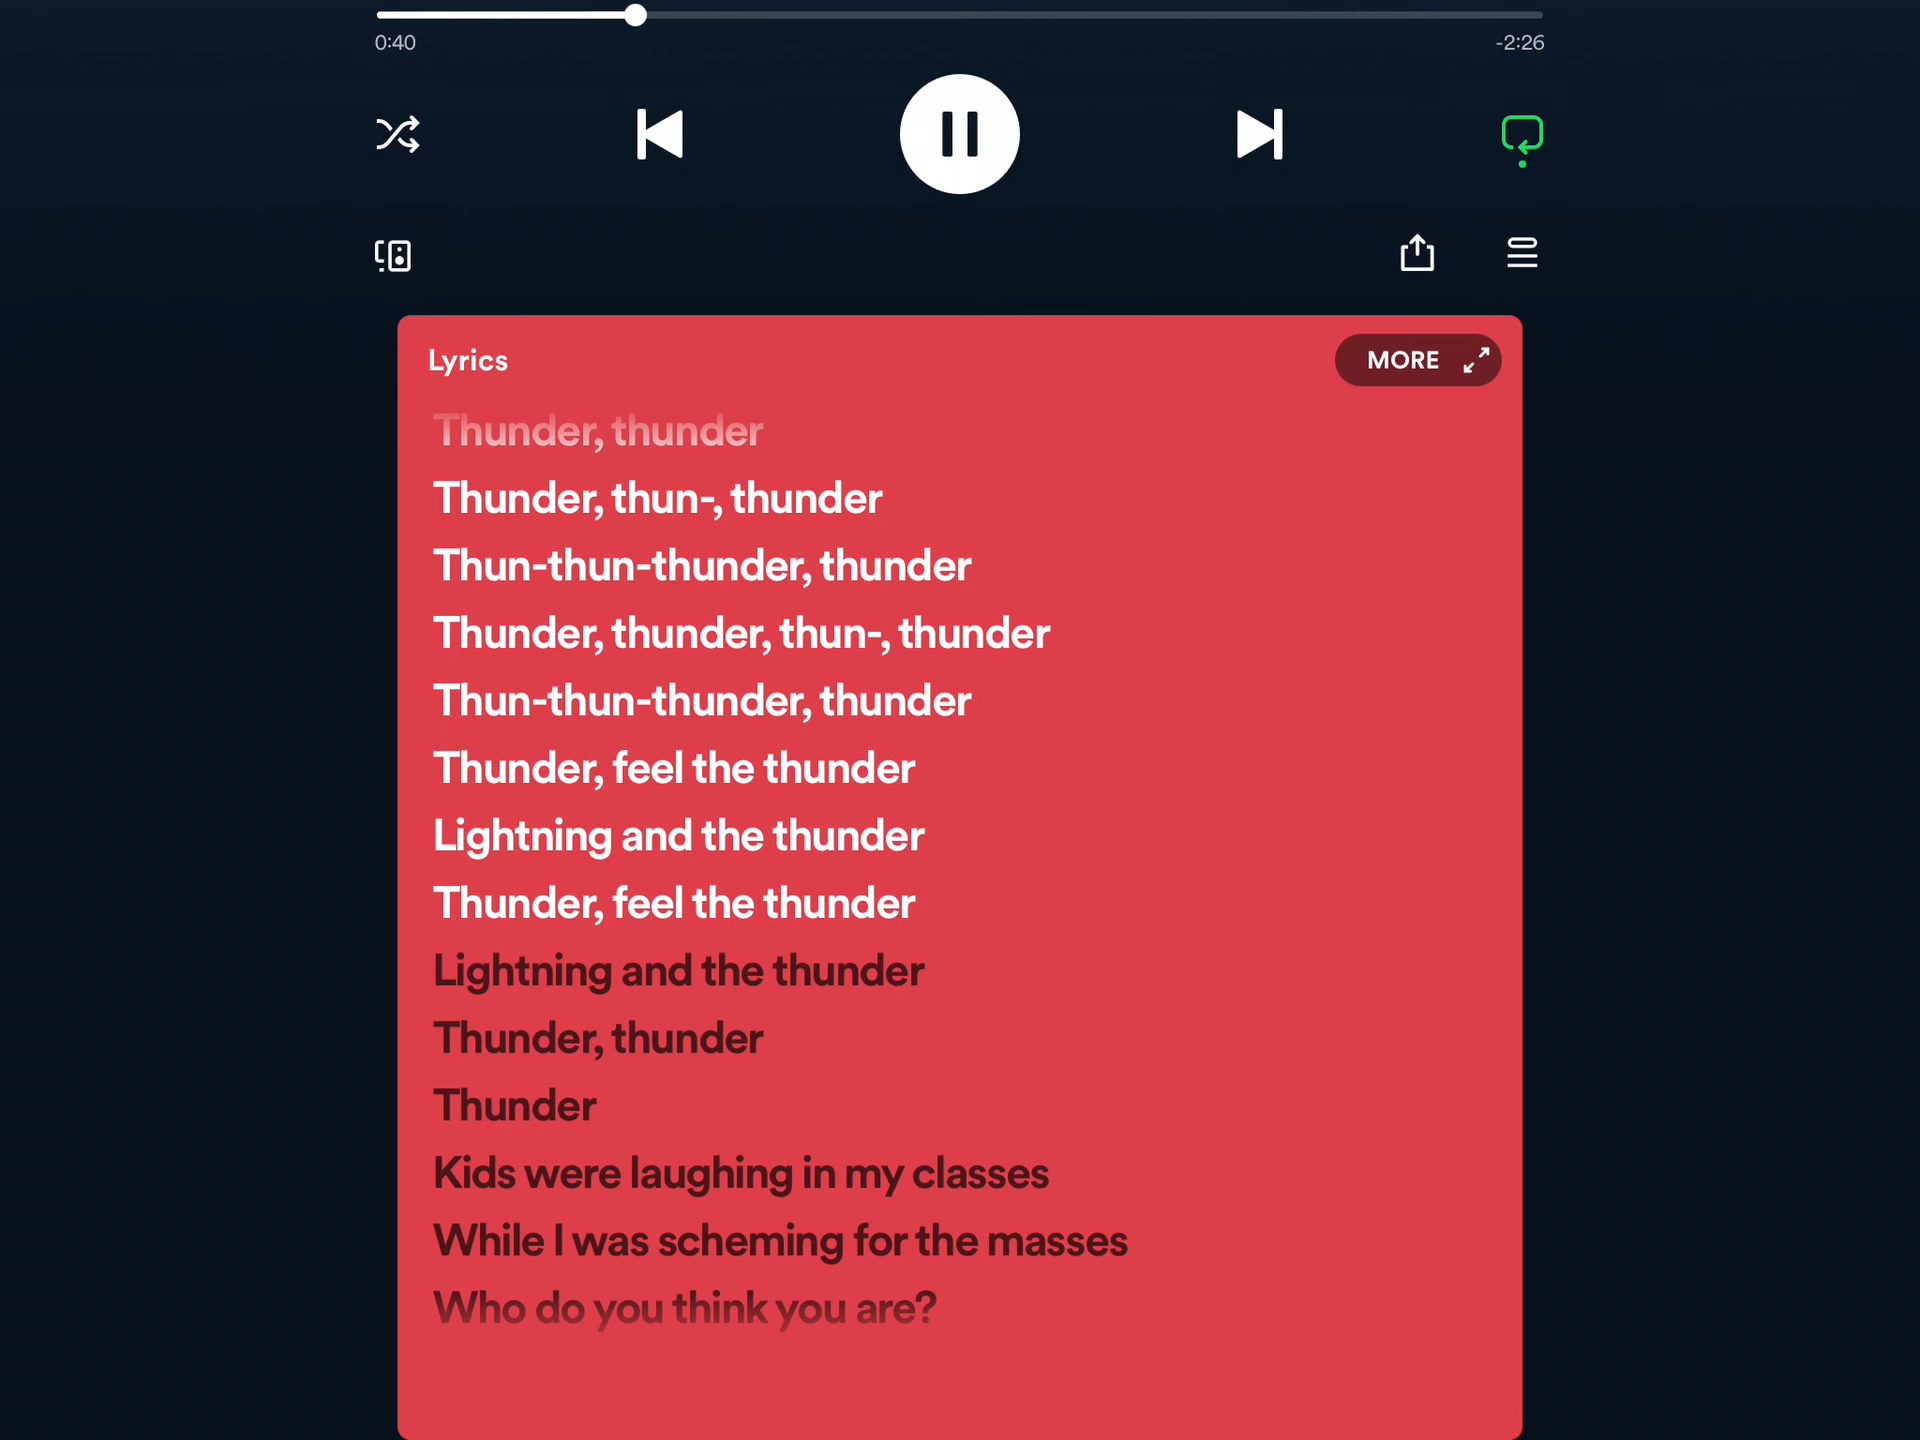 0:40 -2:26
Lyrics MORE
Thunder, thunder
Thunder, thun-, thunder
Thun-thun-thunder, thunder
Thunder, thunder, thun-, thunder
Thun-thun-thunder, thunder
Thunder, feel the thunder
Lightning and the thunder
Thunder, feel the thunder
Lightning and the thunder
Thunder, thunder
Thunder
Kids were laughing in my classes
While I was scheming for the masses
Who do you think you are?